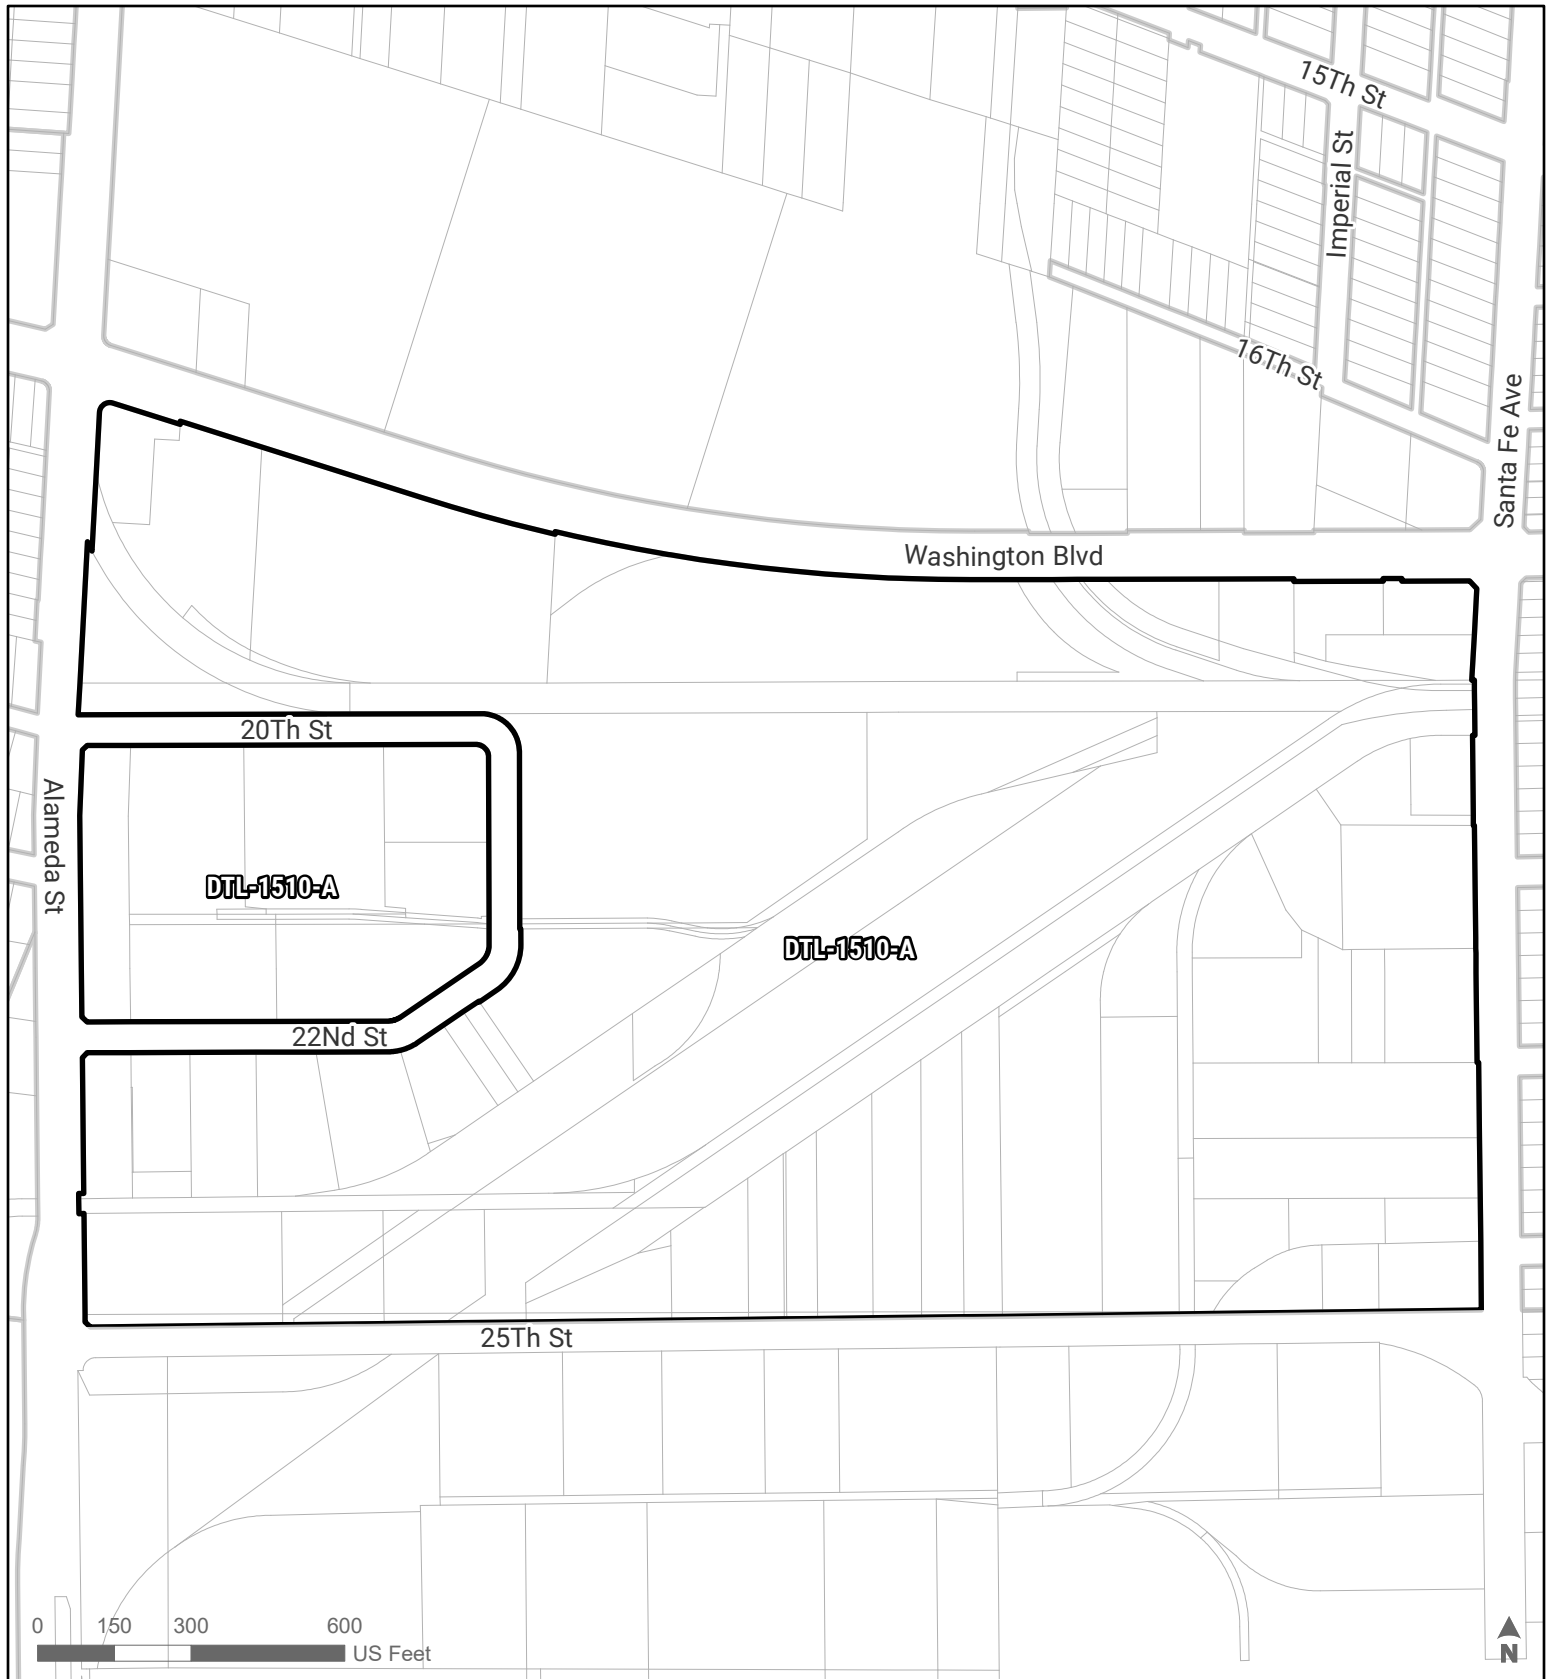 15Th St
Imperial St
16Th St
Santa Fe Ave
Washington Blvd
20Th St
Alameda St
DTL-1510-A
DTL-1510-A
22Nd St
25Th St
0 150 300 600
US Feet
N